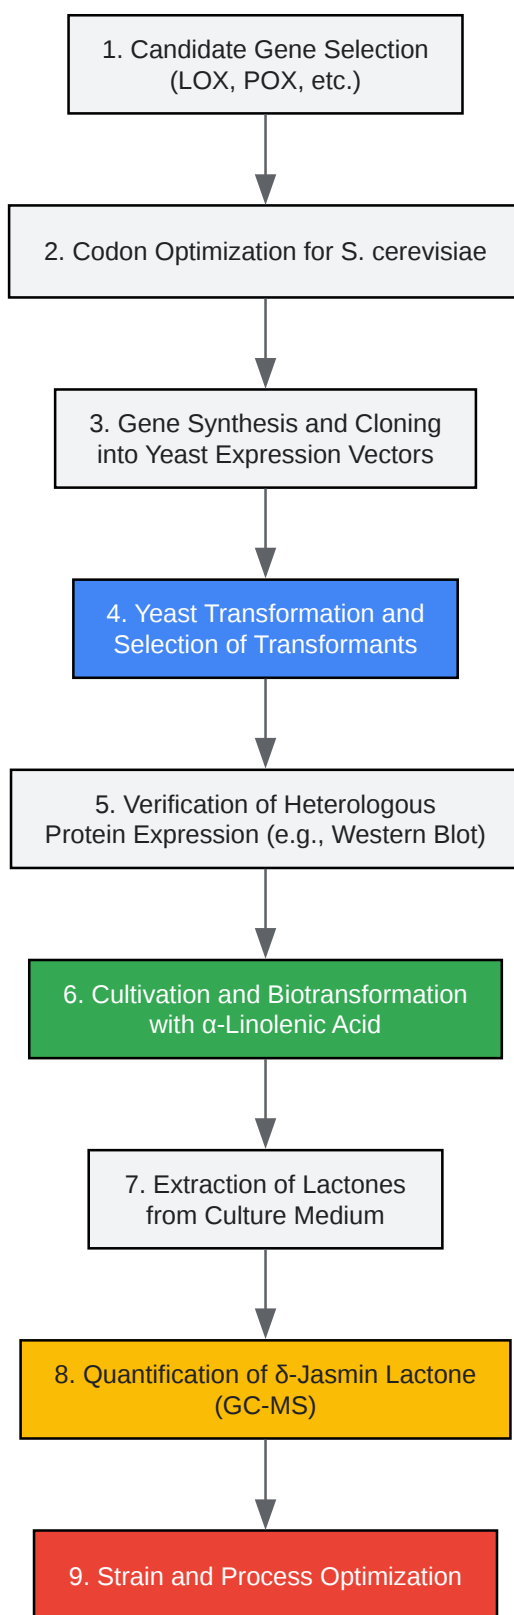 1. Candidate Gene Selection
(LOX, POX, etc.)
2. Codon Optimization for S. cerevisiae
3. Gene Synthesis and Cloning
into Yeast Expression Vectors
4. Yeast Transformation and
Selection of Transformants
5. Verification of Heterologous
Protein Expression (e.g., Western Blot)
6. Cultivation and Biotransformation
with α-Linolenic Acid
7. Extraction of Lactones
from Culture Medium
8. Quantification of δ-Jasmin Lactone
(GC-MS)
9. Strain and Process Optimization